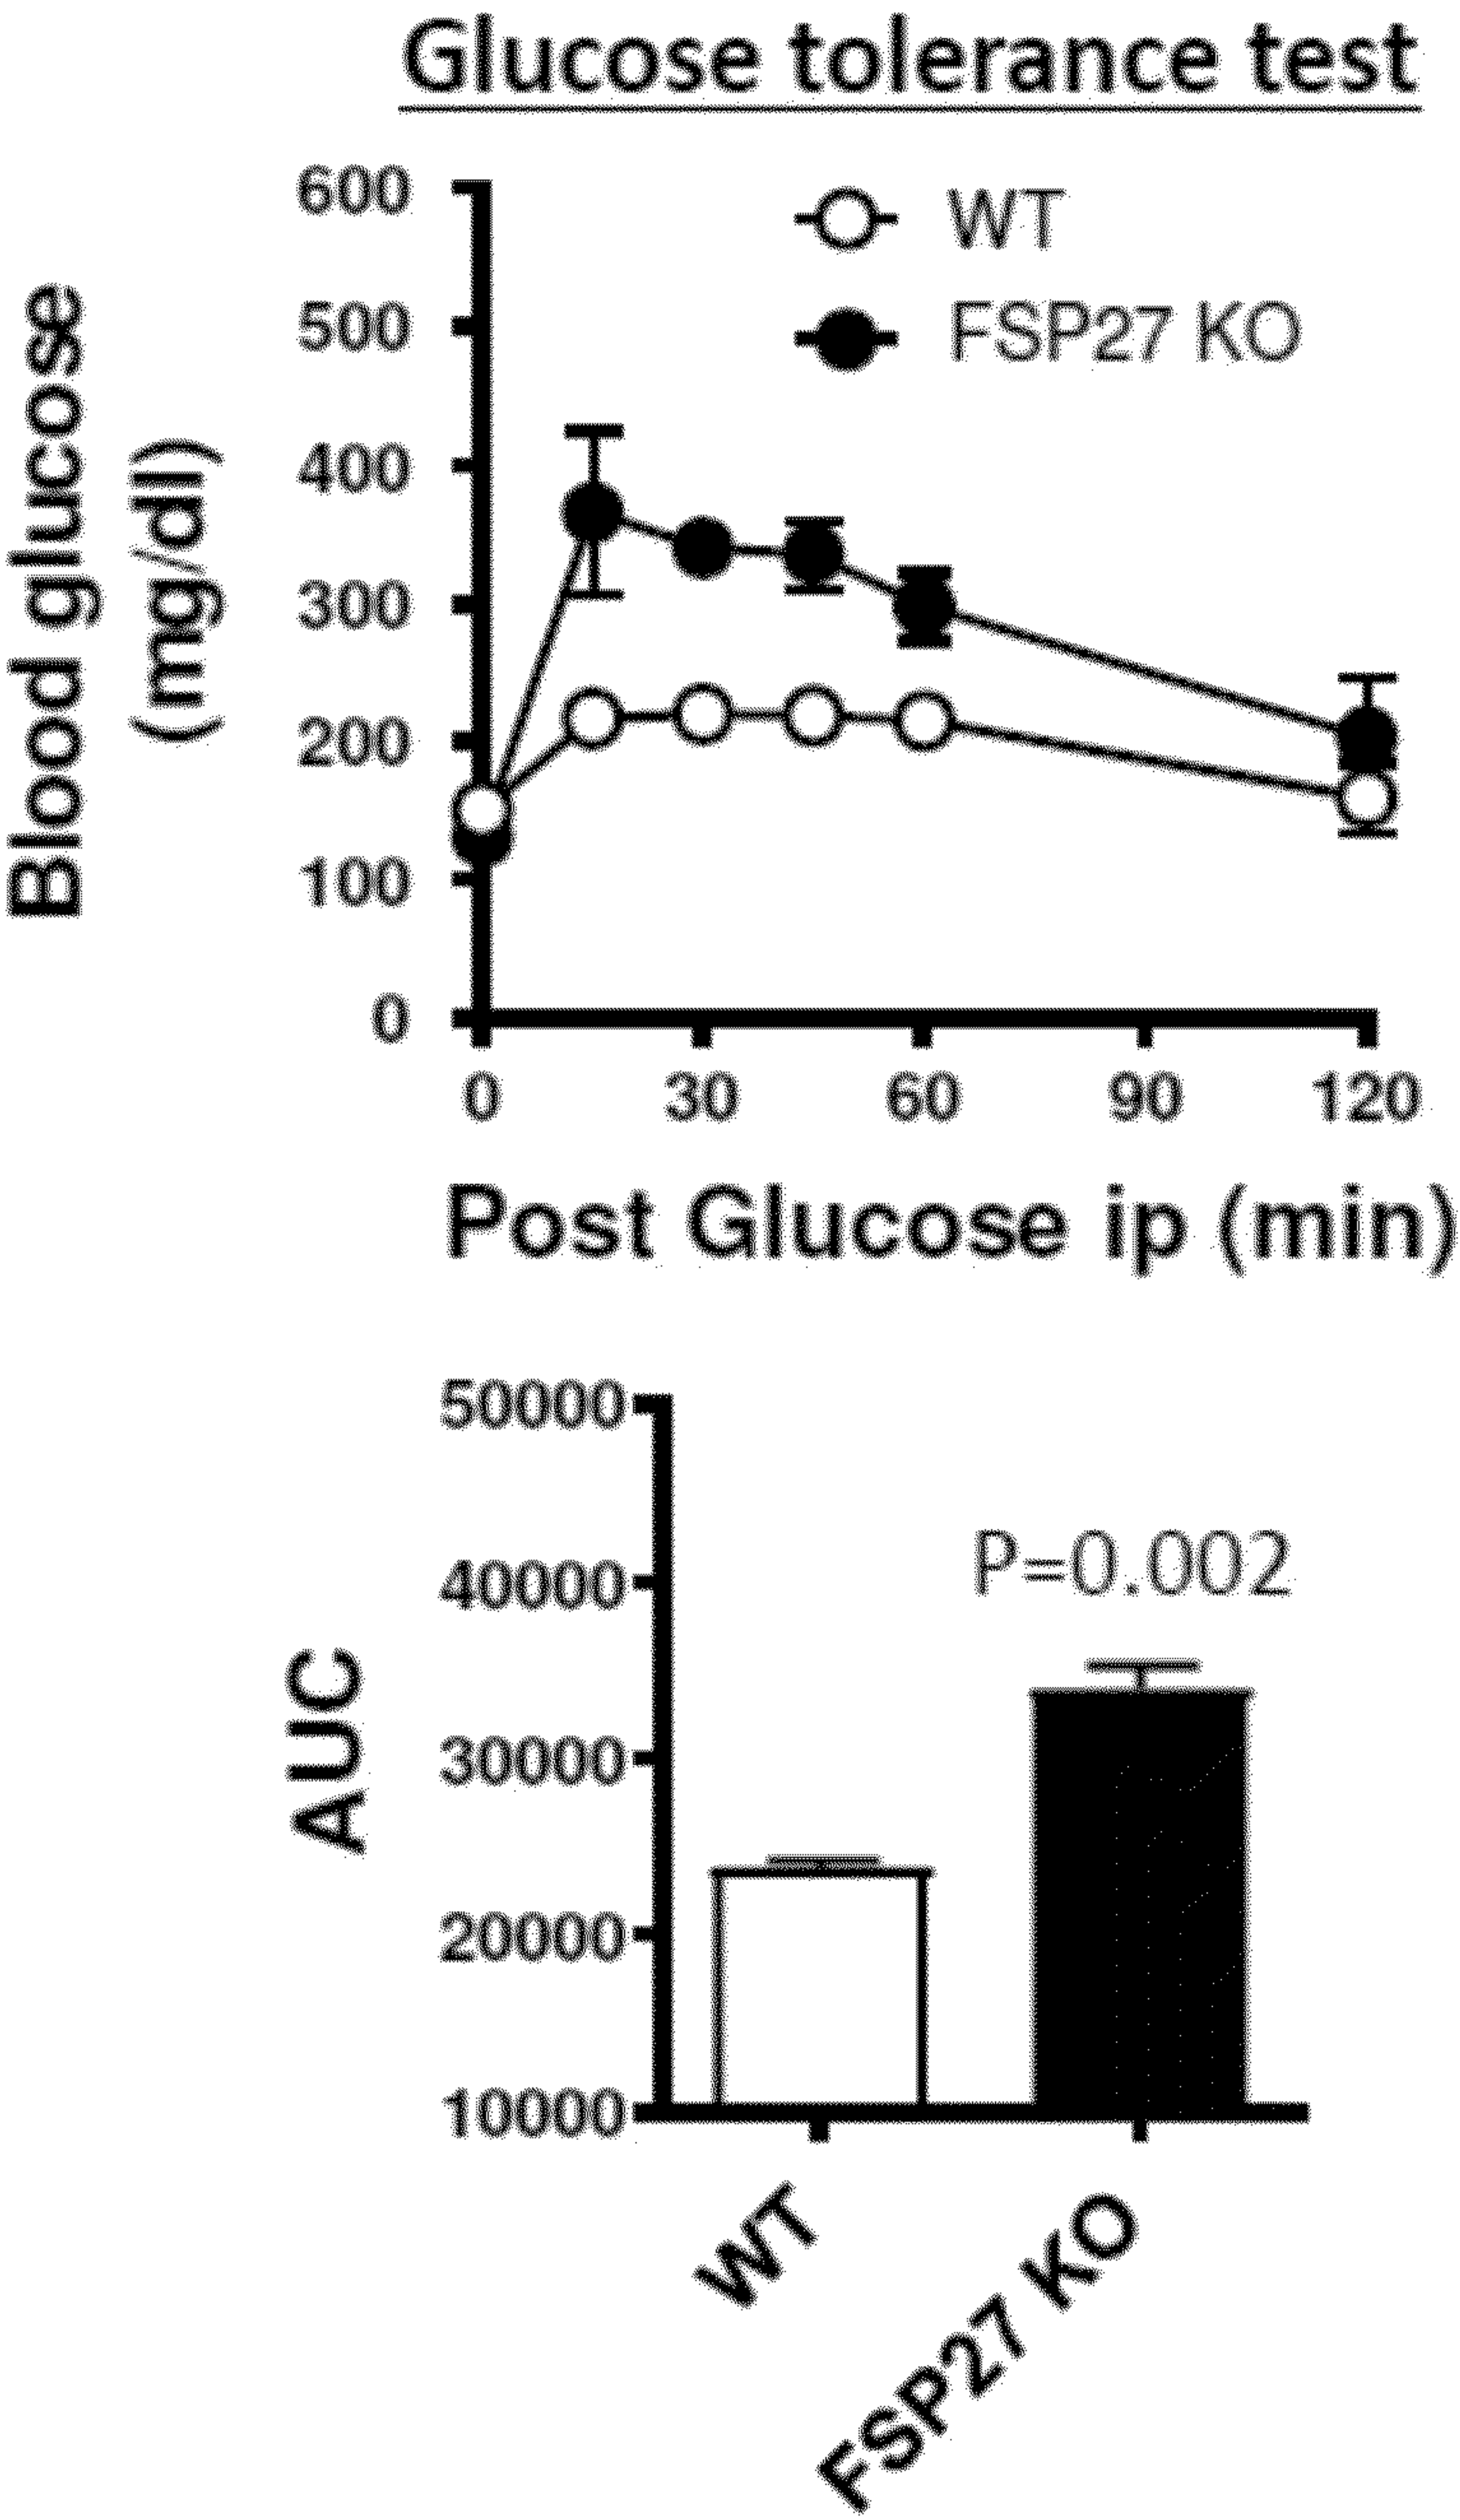 Glucose tolerance test
Blood glucose
(mg/dl)
600
500
400
300
200
100
0
WT
FSP27 KO
0 30 60 90 120
Post Glucose ip (min)
AUC
50000
40000
30000
20000
10000
P=0.002
WT
FSP27 KO